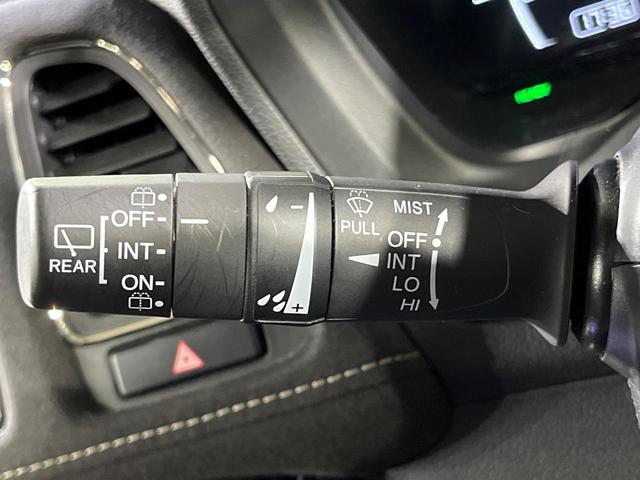 OFF
INT
ON
REAR
−
+
PULL
MIST
OFF
INT
LO
HI